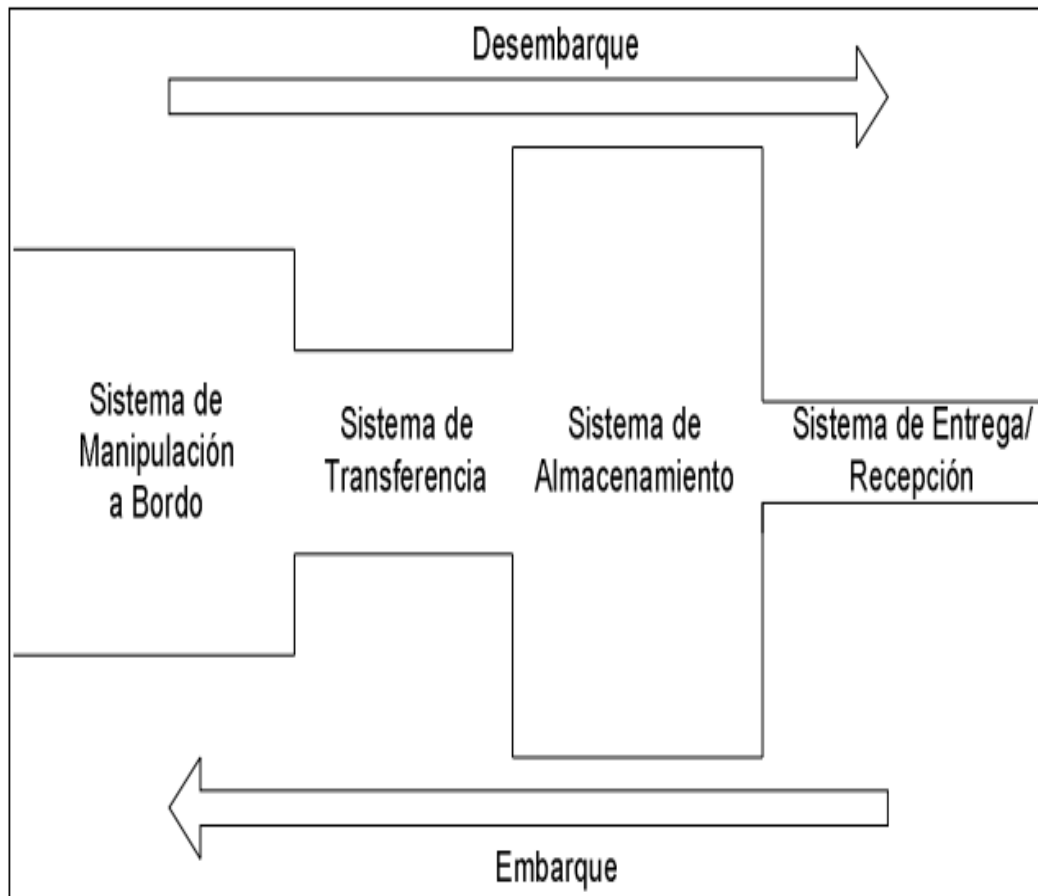 Desembarque
Sistema de
Manipulación
a Bordo
Sistema de
Transferencia
Sistema de
Almacenamiento
Sistema de Entrega/
Recepción
Embarque